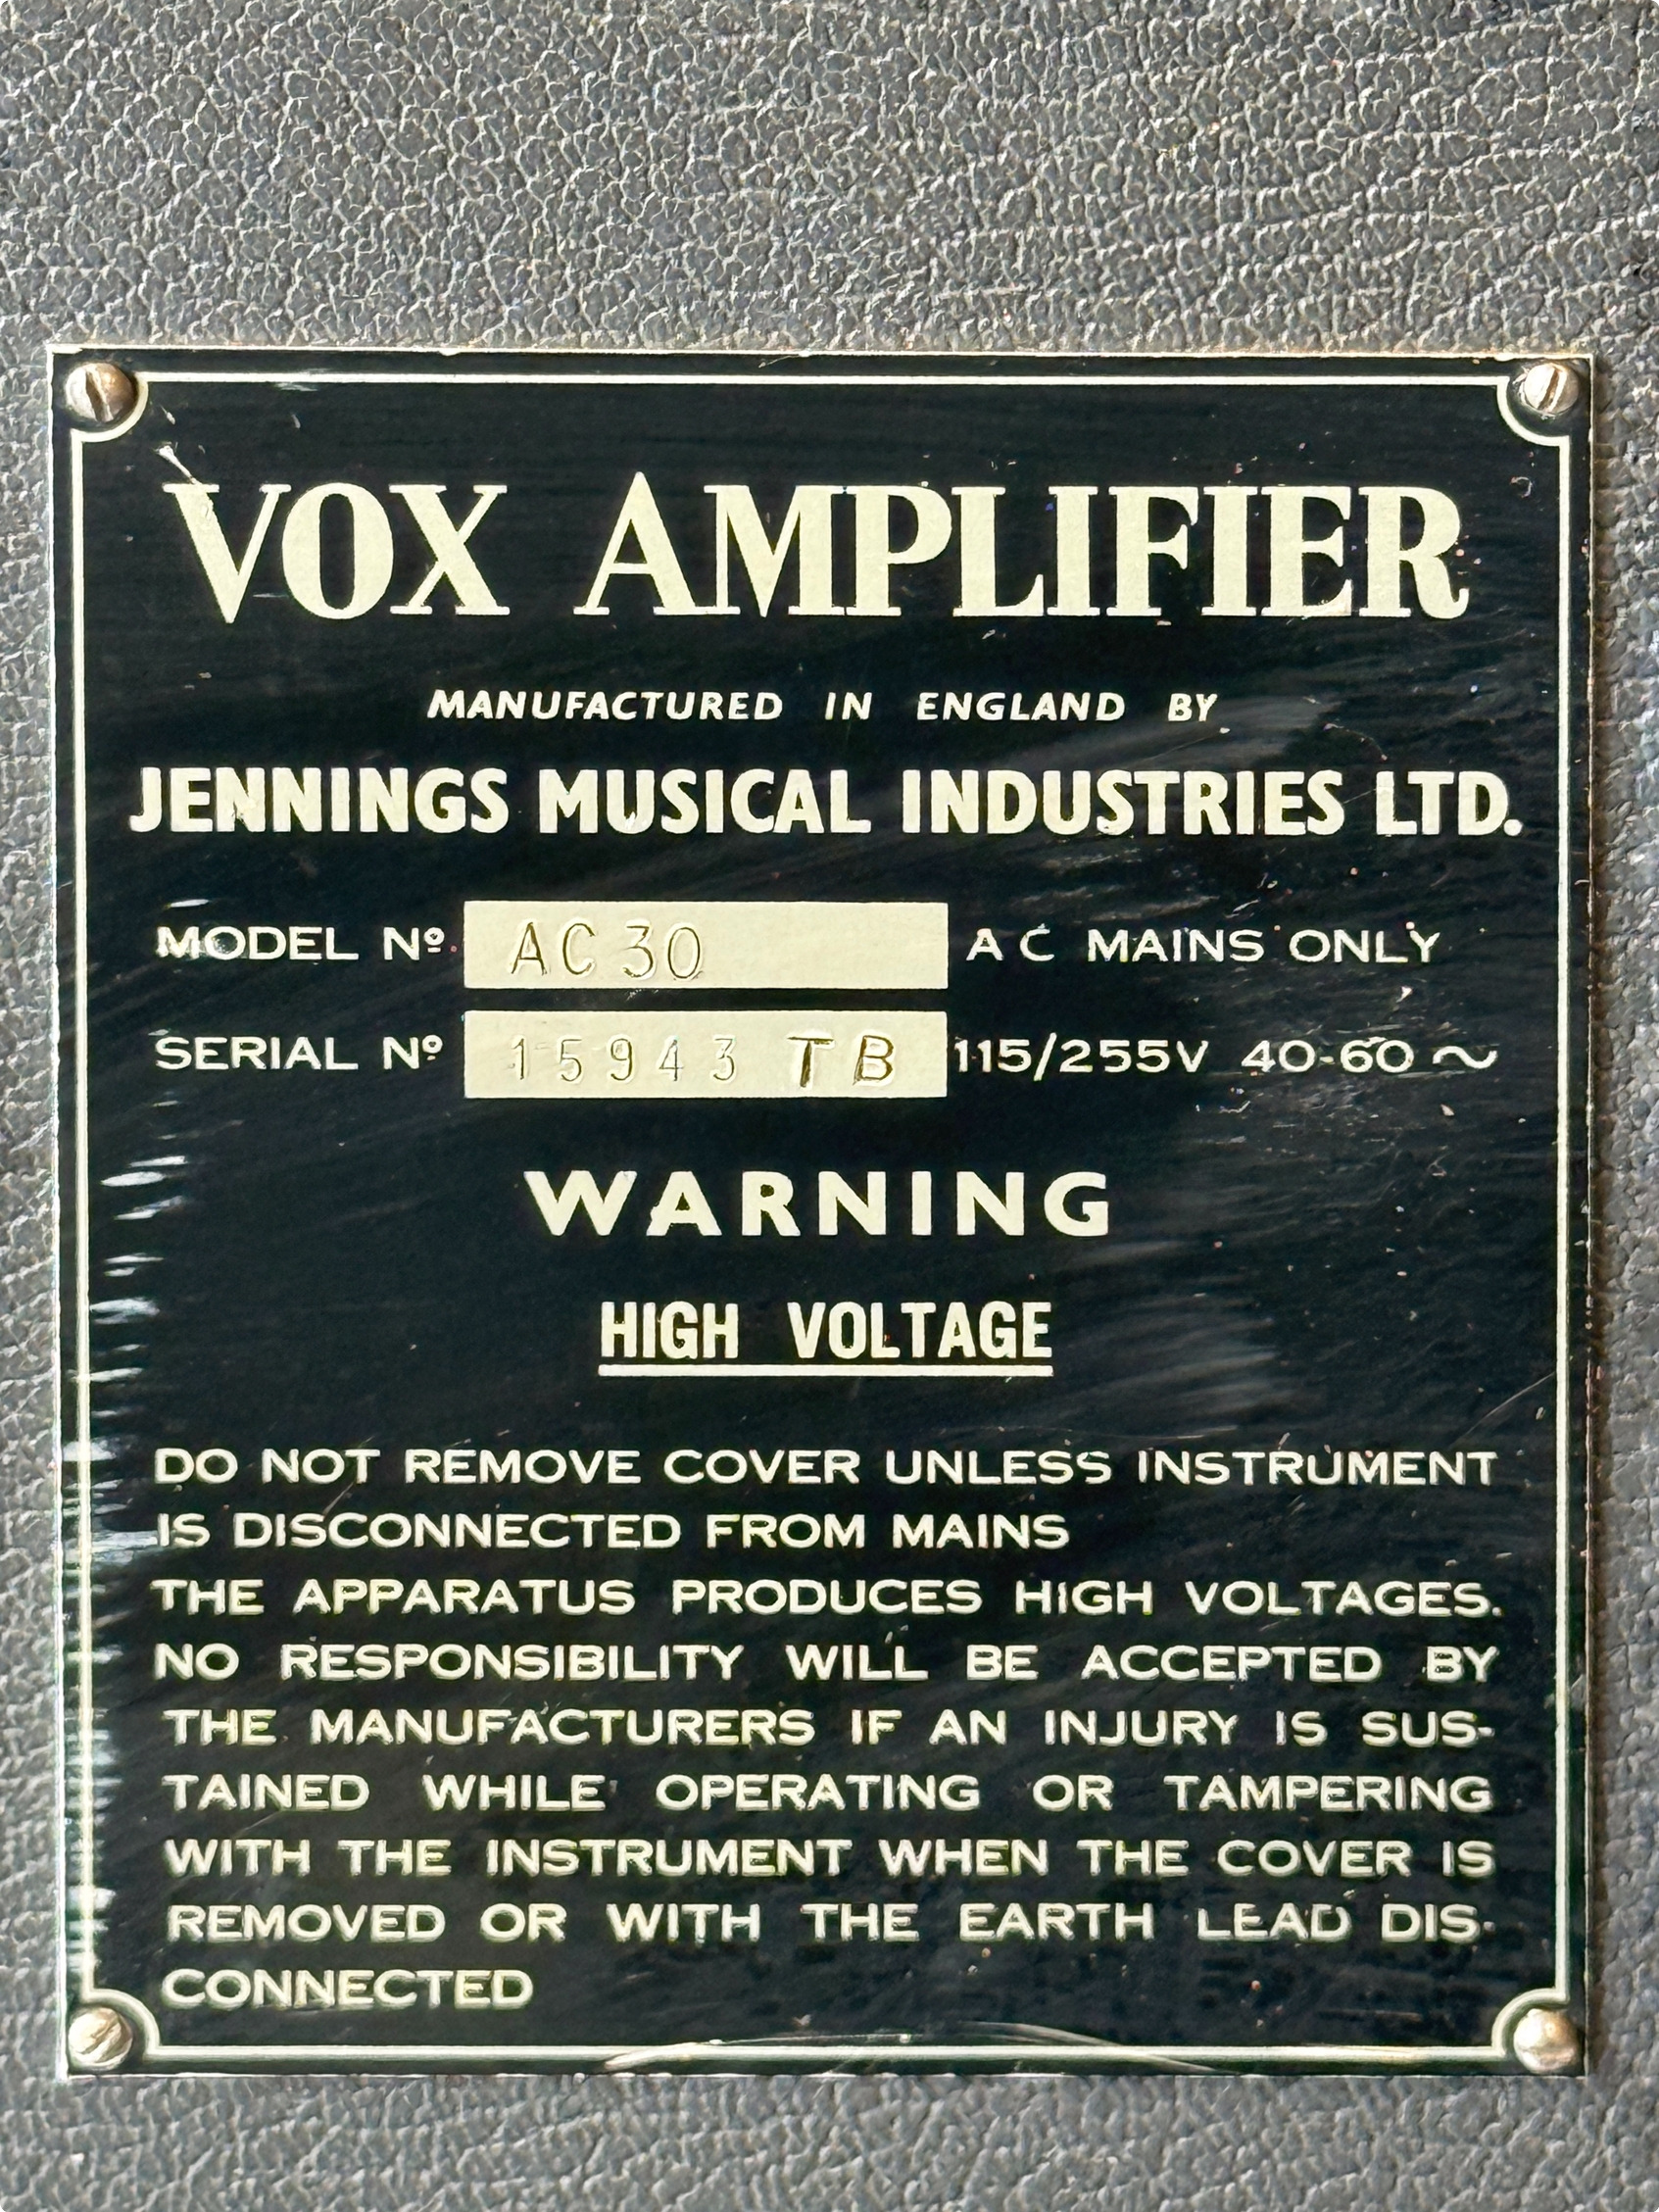 VOX AMPLIFIER
MANUFACTURED IN ENGLAND BY
JENNINGS MUSICAL INDUSTRIES LTD.
MODEL Nº AC30 AC MAINS ONLY
SERIAL Nº 15943 TB 115/255V 40-60 ~
WARNING
HIGH VOLTAGE
DO NOT REMOVE COVER UNLESS INSTRUMENT
IS DISCONNECTED FROM MAINS
THE APPARATUS PRODUCES HIGH VOLTAGES.
NO RESPONSIBILITY WILL BE ACCEPTED BY
THE MANUFACTURERS IF AN INJURY IS SUS-
TAINED WHILE OPERATING OR TAMPERING
WITH THE INSTRUMENT WHEN THE COVER IS
REMOVED OR WITH THE EARTH LEAD DIS-
CONNECTED